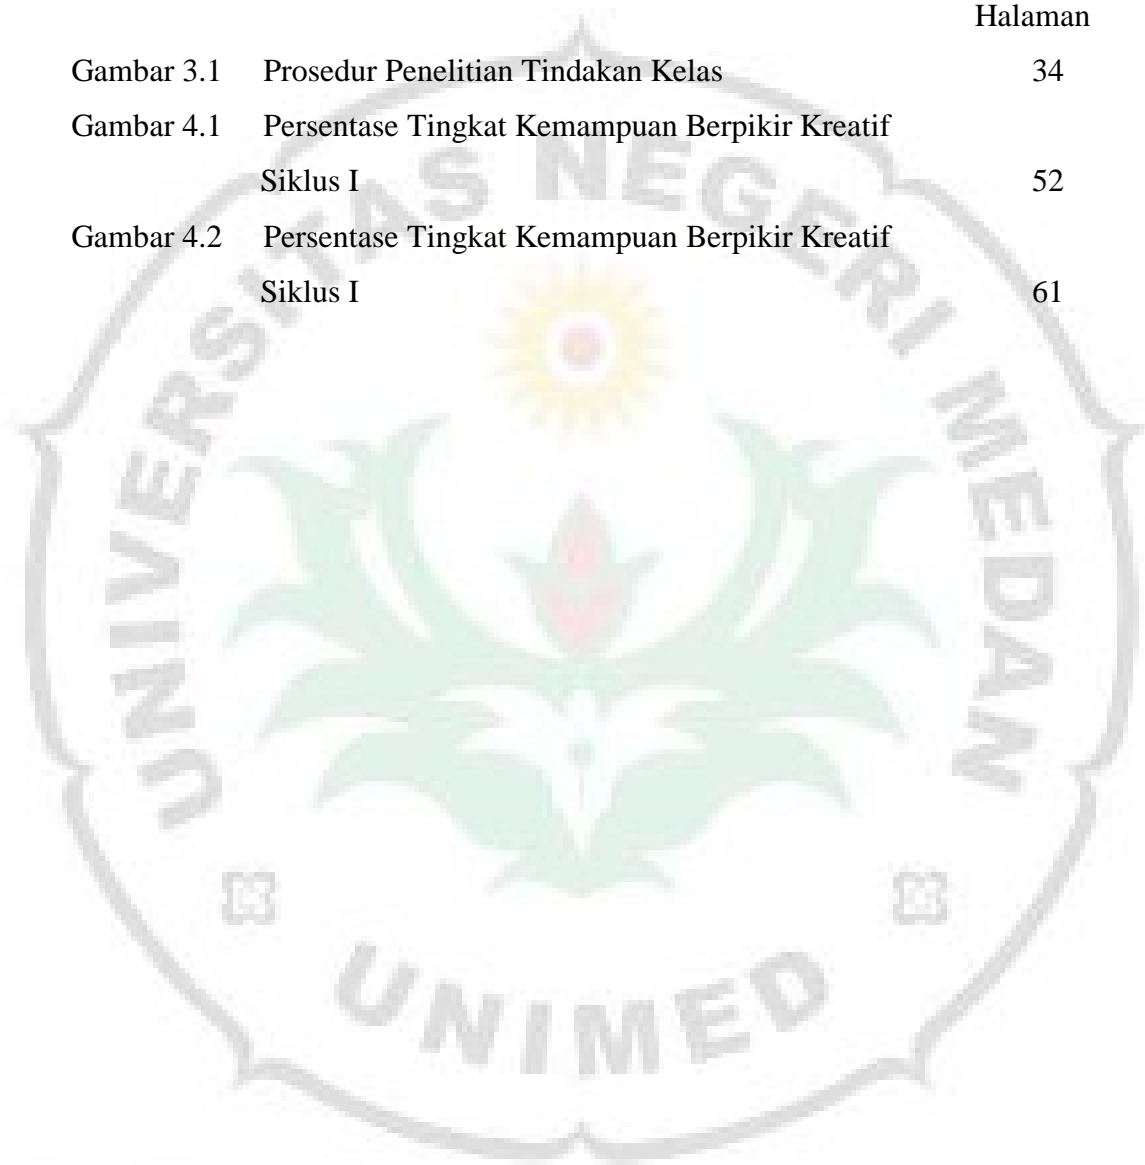 Halaman
Gambar 3.1 Prosedur Penelitian Tindakan Kelas 34
Gambar 4.1 Persentase Tingkat Kemampuan Berpikir Kreatif
Siklus I 52
Gambar 4.2 Persentase Tingkat Kemampuan Berpikir Kreatif
Siklus I 61
UNIVERSITAS NEGERI MEDAN
UNIMED